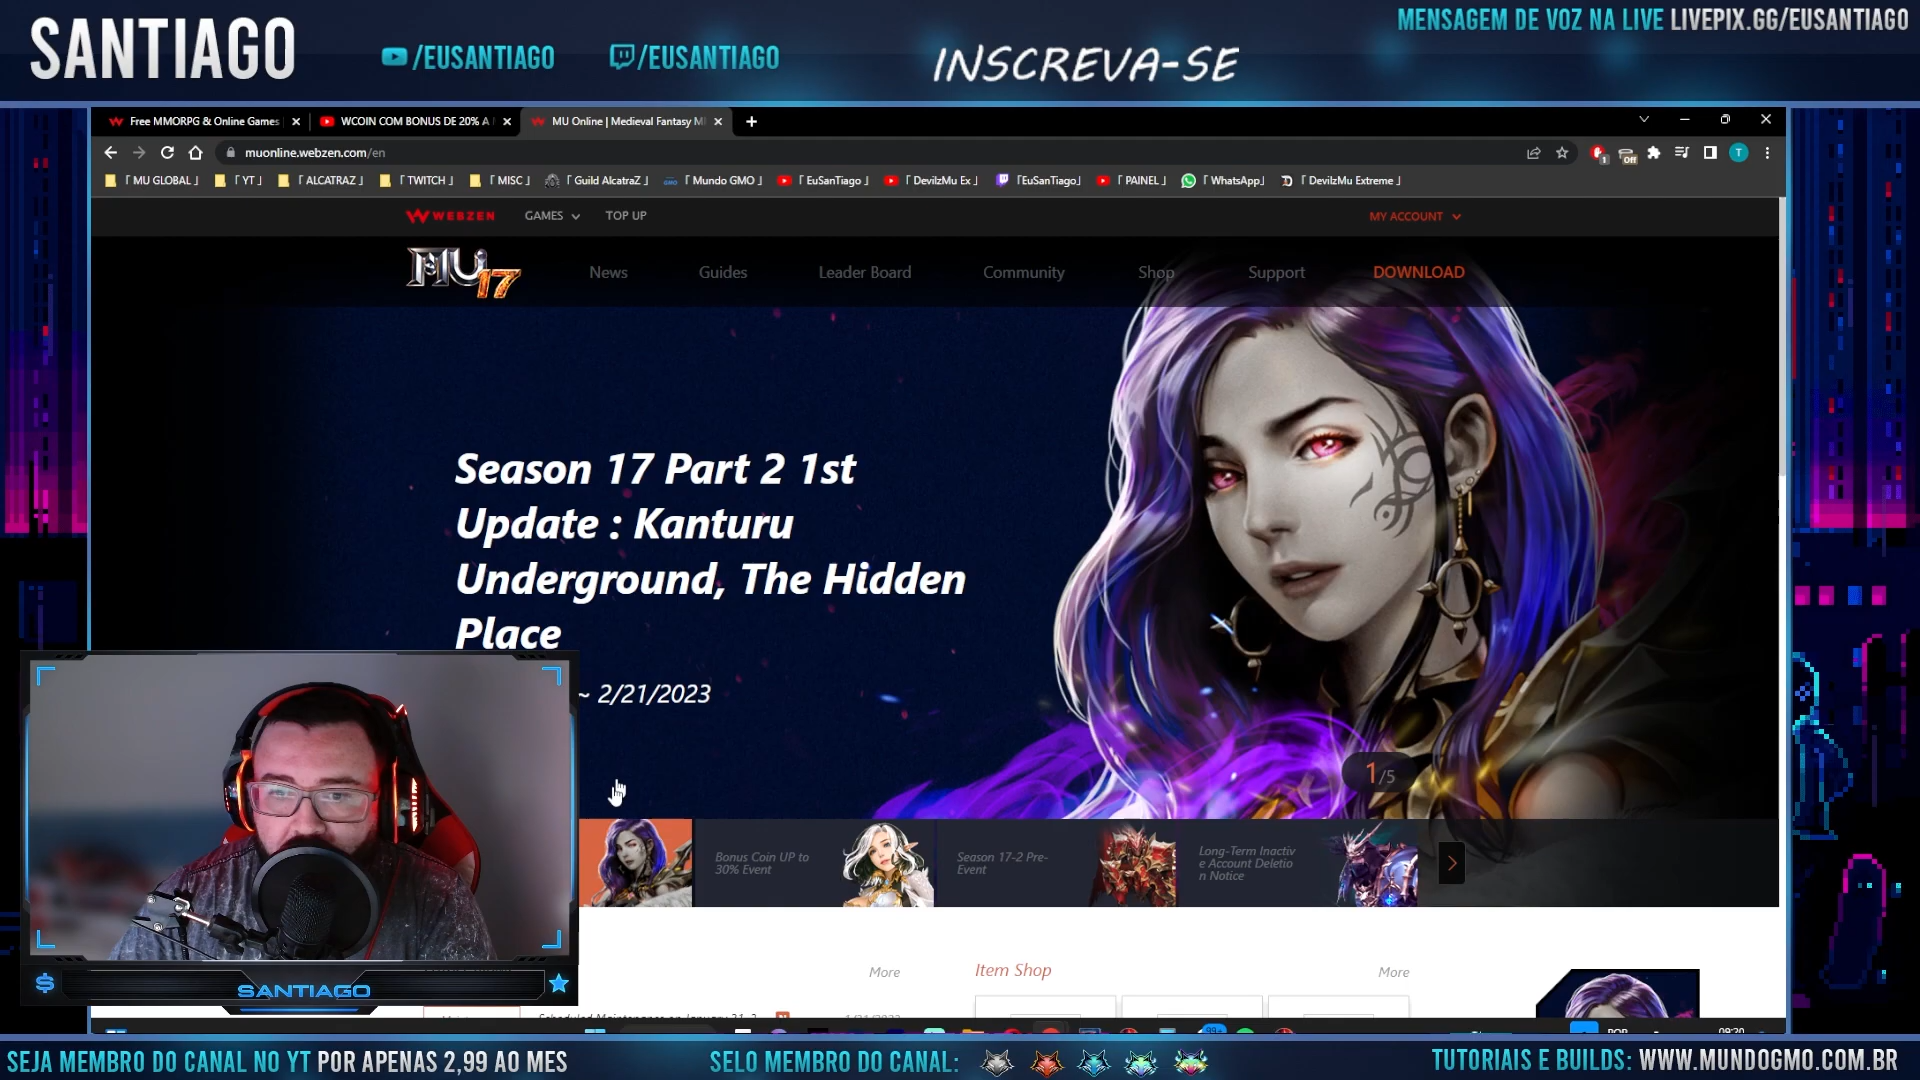 SANTIAGO
/EUSANTIAGO
/EUSANTIAGO
INSCREVA-SE
MENSAGEM DE VOZ NA LIVE LIVEPIX.GG/EUSANTIAGO
Free MMORPG & Online Games
WCOIN COM BONUS DE 20% A
MU Online | Medieval Fantasy M
muonline.webzen.com/en
「 MU GLOBAL 」
「 YT 」
「 ALCATRAZ 」
「 TWITCH 」
「 MISC 」
「 Guild AlcatraZ 」
「 Mundo GMO 」
「 EuSanTiago 」
「 DevilzMu Ex 」
「EuSanTiago」
「 PAINEL 」
「 WhatsApp」
「 DevilzMu Extreme 」
WEBZEN
GAMES
TOP UP
MY ACCOUNT
MU 17
News
Guides
Leader Board
Community
Shop
Support
DOWNLOAD
Season 17 Part 2 1st
Update : Kanturu
Underground, The Hidden
Place
~ 2/21/2023
1/5
Bonus Coin UP to
30% Event
Season 17-2 Pre-
Event
Long-Term Inactiv
e Account Deletio
n Notice
More
Item Shop
More
SANTIAGO
09:20
SEJA MEMBRO DO CANAL NO YT POR APENAS 2,99 AO MES
SELO MEMBRO DO CANAL:
TUTORIAIS E BUILDS: WWW.MUNDOGMO.COM.BR